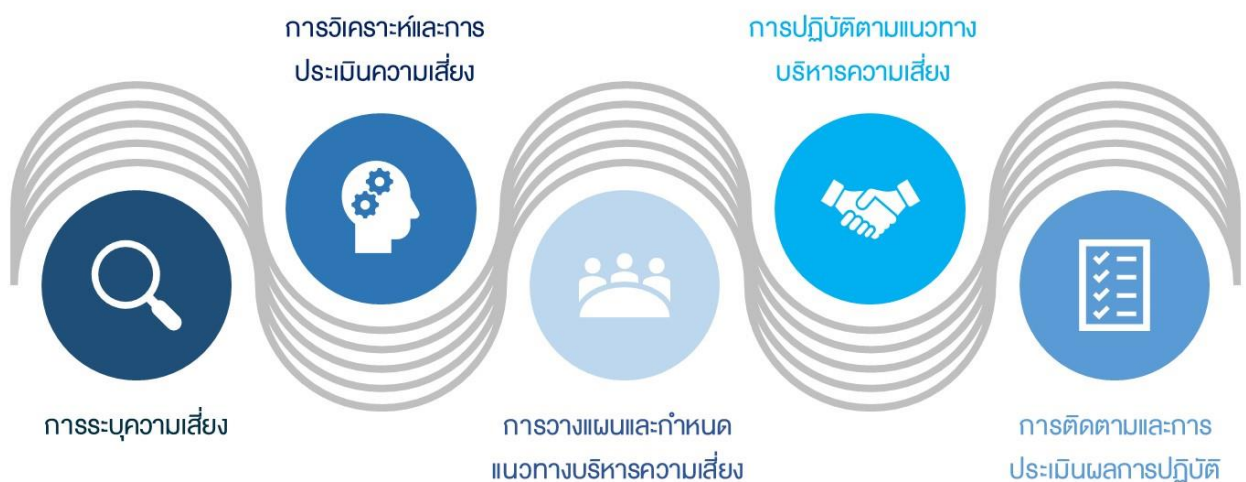 การระบุความเสี่ยง
การวิเคราะห์และการ
ประเมินความเสี่ยง
การวางแผนและกำหนด
แนวทางบริหารความเสี่ยง
การปฏิบัติตามแนวทาง
บริหารความเสี่ยง
การติดตามและการ
ประเมินผลการปฏิบัติ